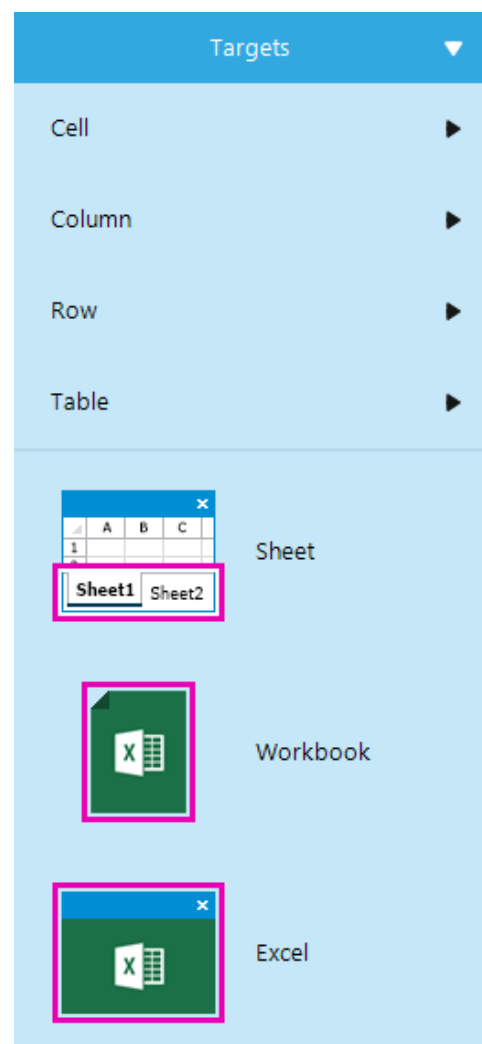 Targets
Cell
Column
Row
Table
A B C
1
Sheet1 Sheet2
Sheet
Workbook
Excel